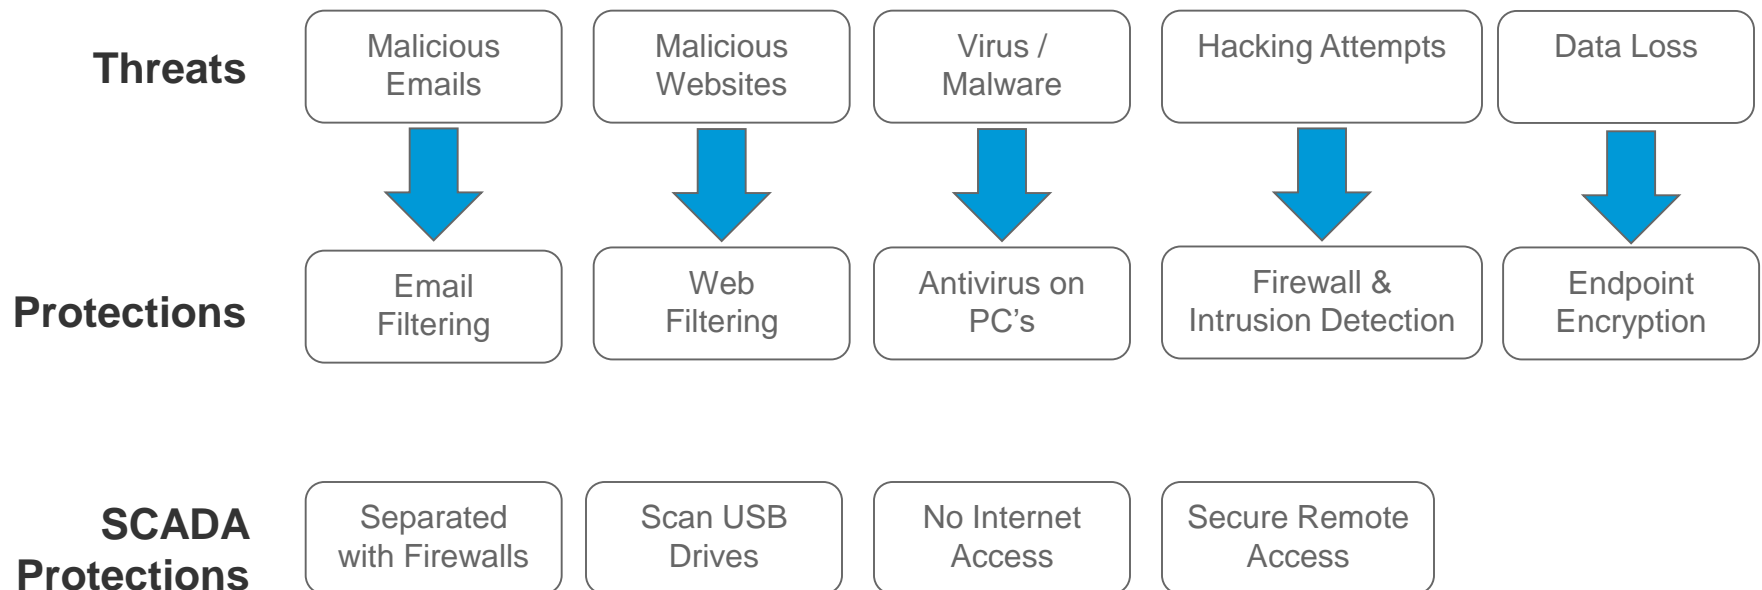 Threats
Malicious
Emails
Malicious
Websites
Virus /
Malware
Hacking Attempts
Data Loss
Protections
Email
Filtering
Web
Filtering
Antivirus on
PC’s
Firewall &
Intrusion Detection
Endpoint
Encryption
SCADA
Protections
Separated
with Firewalls
Scan USB
Drives
No Internet
Access
Secure Remote
Access